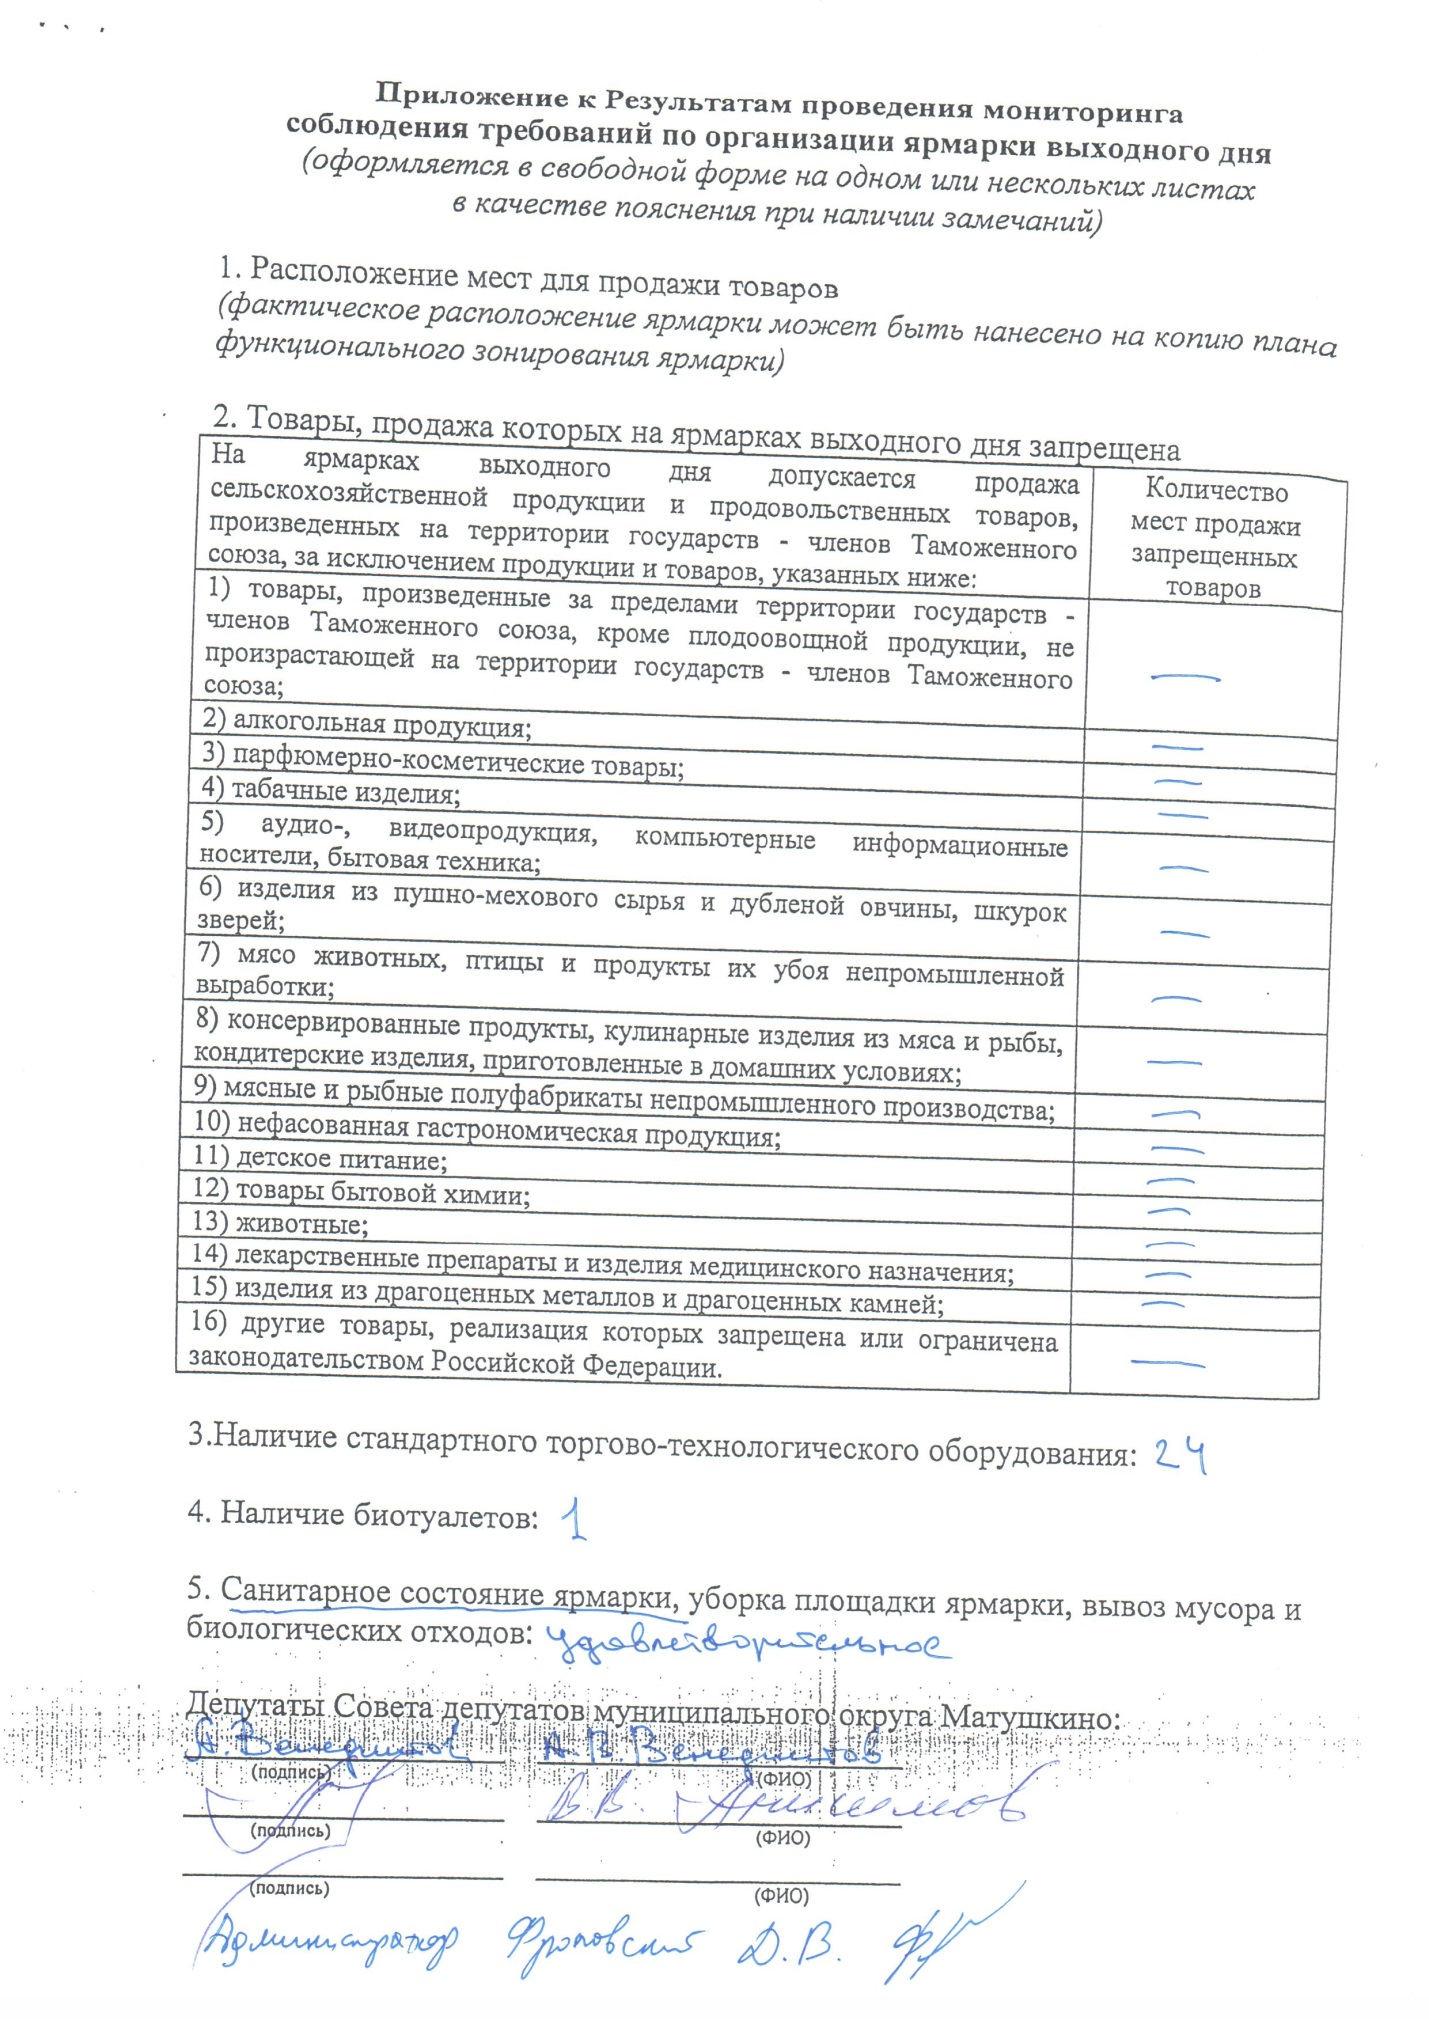 Приложение к Результатам проведения мониторинга
соблюдения требований по организации ярмарки выходного дня
(оформляется в свободной форме на одном или нескольких листах
в качестве пояснения при наличии замечаний)
1. Расположение мест для продажи товаров
(фактическое расположение ярмарки может быть нанесено на копию плана
функционального зонирования ярмарки)
2. Товары, продажа которых на ярмарках выходного дня запрещена
На ярмарках выходного дня допускается продажа
сельскохозяйственной продукции и продовольственных товаров,
произведенных на территории государств - членов Таможенного
союза, за исключением продукции и товаров, указанных ниже:
Количество
мест продажи
запрещенных
товаров
1) товары, произведенные за пределами территории государств -
членов Таможенного союза, кроме плодоовощной продукции, не
произрастающей на территории государств - членов Таможенного
союза;
—
2) алкогольная продукция;
—
3) парфюмерно-косметические товары;
—
4) табачные изделия;
—
5) аудио-, видеопродукция, компьютерные информационные
носители, бытовая техника;
—
6) изделия из пушно-мехового сырья и дубленой овчины, шкурок
зверей;
—
7) мясо животных, птицы и продукты их убоя непромышленной
выработки;
—
8) консервированные продукты, кулинарные изделия из мяса и рыбы,
кондитерские изделия, приготовленные в домашних условиях;
—
9) мясные и рыбные полуфабрикаты непромышленного производства;
—
10) нефасованная гастрономическая продукция;
—
11) детское питание;
—
12) товары бытовой химии;
—
13) животные;
—
14) лекарственные препараты и изделия медицинского назначения;
—
15) изделия из драгоценных металлов и драгоценных камней;
—
16) другие товары, реализация которых запрещена или ограничена
законодательством Российской Федерации.
—
3.Наличие стандартного торгово-технологического оборудования: 24
4. Наличие биотуалетов: 1
5. Санитарное состояние ярмарки, уборка площадки ярмарки, вывоз мусора и
биологических отходов: удовлетворительное
Депутаты Совета депутатов муниципального округа Матушкино:
А.Венедиктов А.В.Венедиктов
(подпись) (ФИО)
В.В. Анисимов
(подпись) (ФИО)
(подпись) (ФИО)
Администратор Д.В.